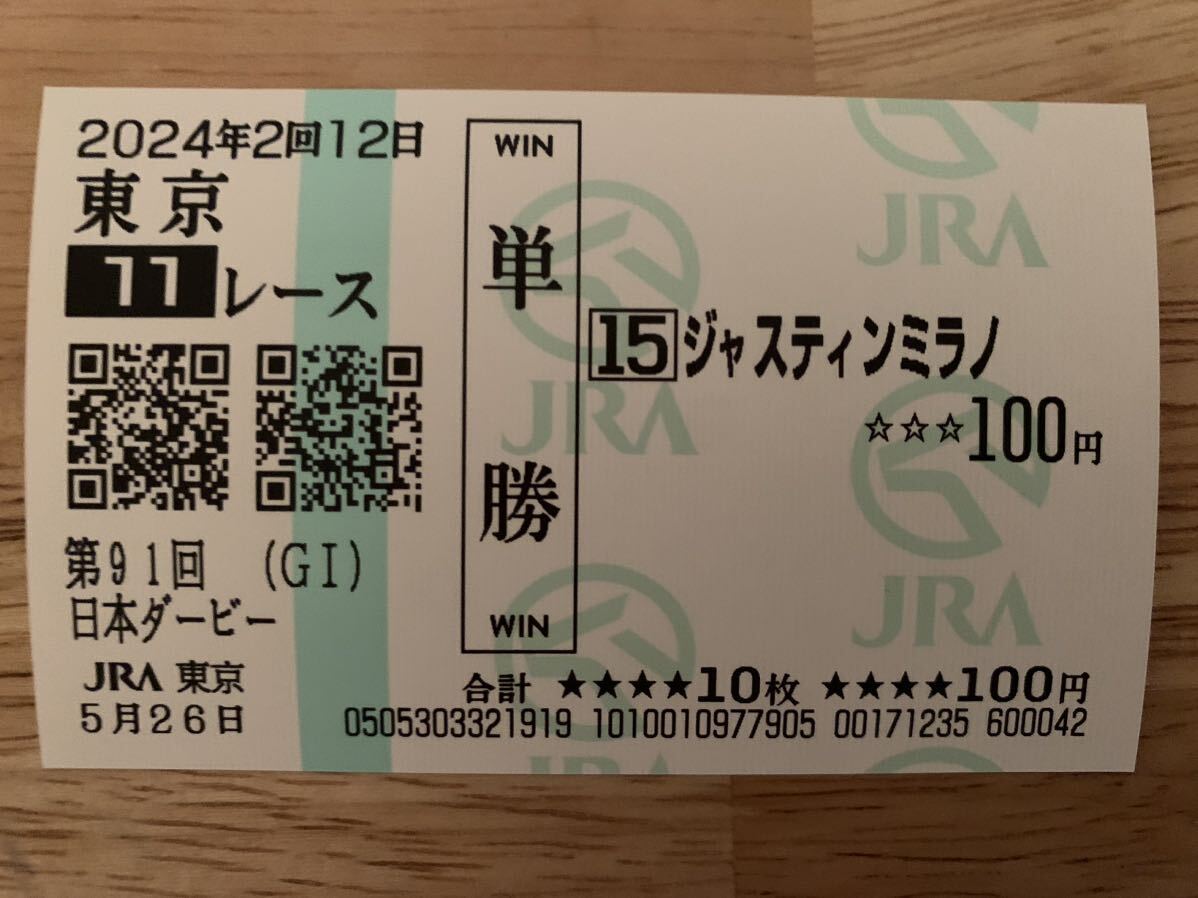 2024年2回12日
東京
11レース
第91回 (GI)
日本ダービー
JRA 東京
5月26日
WIN
単勝
WIN
15ジャスティンミラノ
☆☆☆100円
合計 ★★★★10枚 ★★★★100円
0505303321919 1010010977905 00171235 600042
JRA
JRA
JRA
JRA